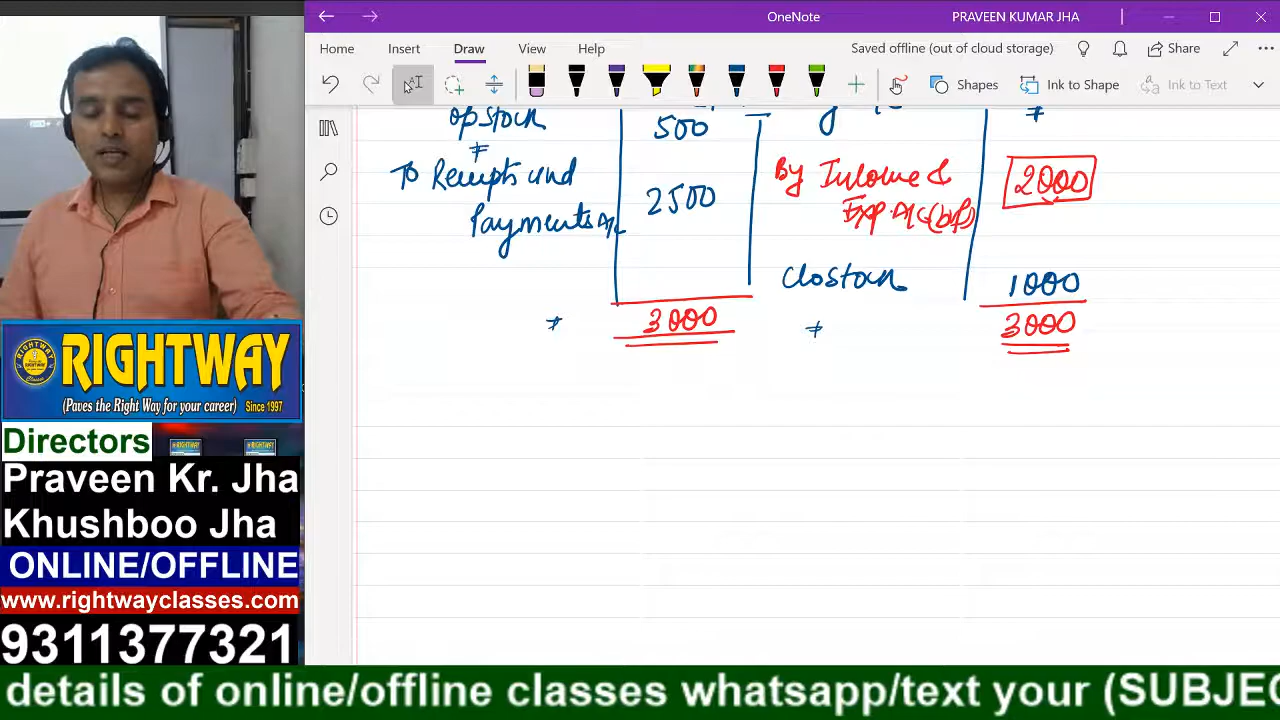 OneNote
PRAVEEN KUMAR JHA
Home Insert Draw View Help
Saved offline (out of cloud storage)
Share
Shapes
Ink to Shape
Ink to Text
op stock 500
To Receipts and
Payments A/c 2500
By Income &
Exp. A/c (b/f) 2000
Clo stock 1000
3000
3000
RIGHTWAY
(Paves the Right Way for your career) Since 1997
Directors
Praveen Kr. Jha
Khushboo Jha
ONLINE/OFFLINE
www.rightwayclasses.com
9311377321
details of online/offline classes whatsapp/text your (SUBJEC